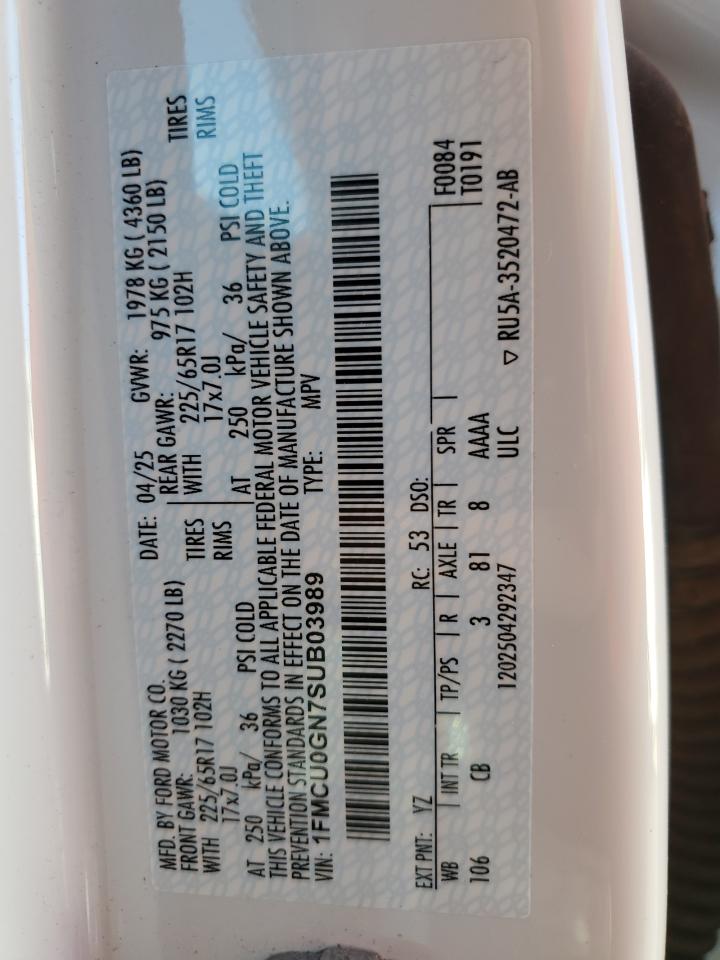 MFD. BY FORD MOTOR CO. DATE: 04/25 GVWR: 1978 KG ( 4360 LB)
FRONT GAWR: 1030 KG ( 2270 LB) REAR GAWR: 975 KG ( 2150 LB)
WITH 225/65R17 102H TIRES WITH 225/65R17 102H TIRES
17x7.0J RIMS 17x7.0J RIMS
AT 250 kPa/ 36 PSI COLD AT 250 kPa/ 36 PSI COLD
THIS VEHICLE CONFORMS TO ALL APPLICABLE FEDERAL MOTOR VEHICLE SAFETY AND THEFT
PREVENTION STANDARDS IN EFFECT ON THE DATE OF MANUFACTURE SHOWN ABOVE.
VIN: 1FMCU0GN7SUB03989 TYPE: MPV
EXT PNT: YZ RC: 53 DSO: F0084
WB | INT TR | TP/PS | R | AXLE | TR | SPR | T0191
106 CB 3 81 8 AAAA
1202504292347 ULC ▽ RU5A-3520472-AB